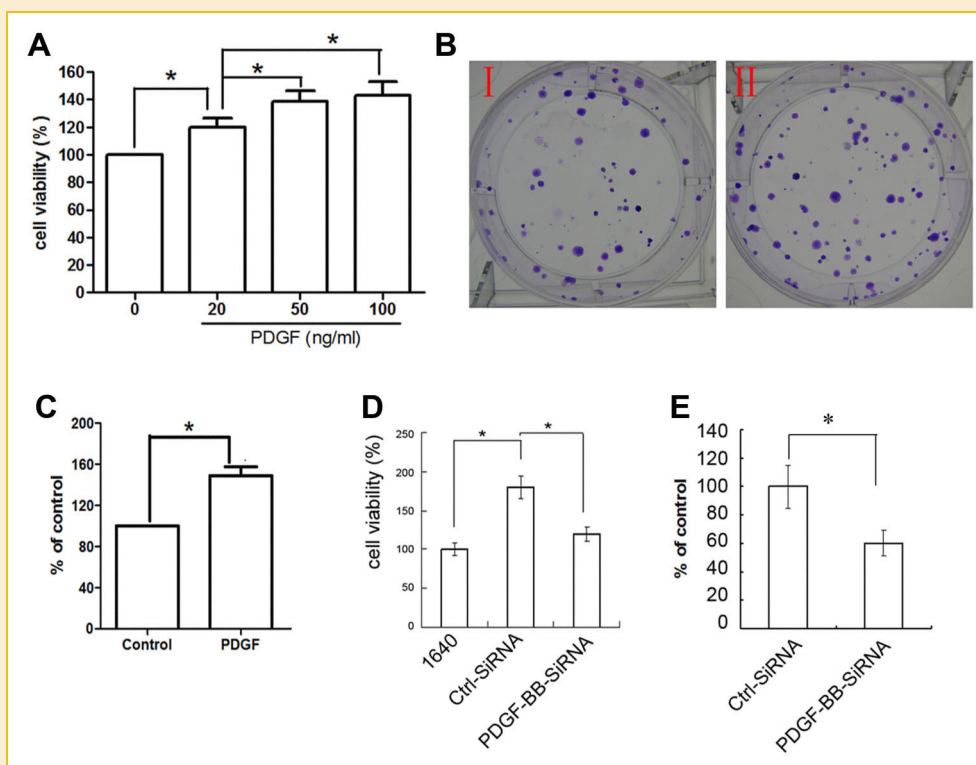 A
*
*
*
160
140
120
100
80
60
40
20
0
cell viability (%)
0
20
50
100
PDGF (ng/ml)
B
I
II
C
*
200
160
120
80
40
0
% of control
Control
PDGF
D
*
*
250
200
150
100
50
0
cell viability (%)
1640
Ctrl-SiRNA
PDGF-BB-SiRNA
E
*
140
120
100
80
60
40
20
0
% of control
Ctrl-SiRNA
PDGF-BB-SiRNA